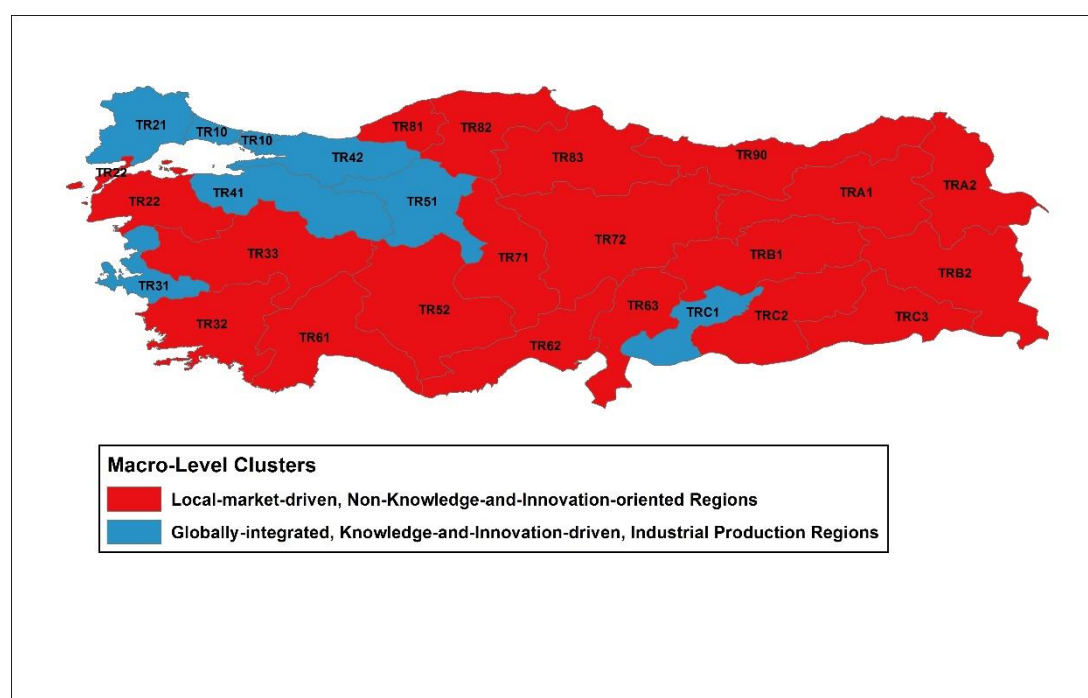 TR21
TR10
TR10
TR81
TR82
TR42
TR83
TR90
TR22
TR22
TR41
TR51
TRA1
TRA2
TR33
TR71
TR72
TRB1
TRB2
TR31
TR32
TR61
TR52
TR62
TR63
TRC1
TRC2
TRC3
Macro-Level Clusters
Local-market-driven, Non-Knowledge-and-Innovation-oriented Regions
Globally-integrated, Knowledge-and-Innovation-driven, Industrial Production Regions